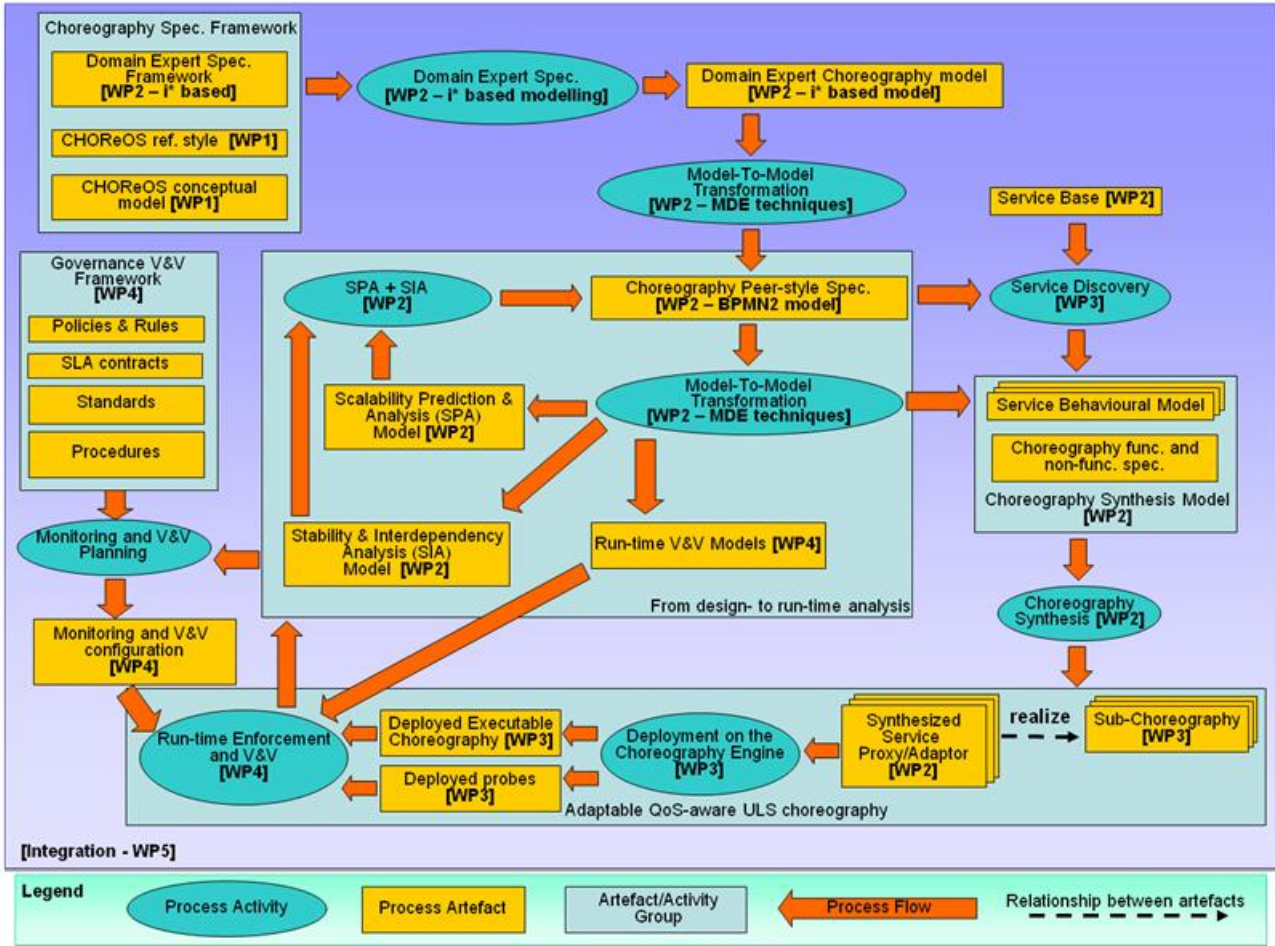 Choreography Spec. Framework
Domain Expert Spec.
Framework
[WP2 – i* based]
CHOReOS ref. style [WP1]
CHOReOS conceptual
model [WP1]
Domain Expert Spec.
[WP2 – i* based modelling]
Domain Expert Choreography model
[WP2 – i* based model]
Model-To-Model
Transformation
[WP2 – MDE techniques]
Service Base [WP2]
Governance V&V
Framework
[WP4]
Policies & Rules
SLA contracts
Standards
Procedures
SPA + SIA
[WP2]
Choreography Peer-style Spec.
[WP2 – BPMN2 model]
Service Discovery
[WP3]
Scalability Prediction &
Analysis (SPA)
Model [WP2]
Model-To-Model
Transformation
[WP2 – MDE techniques]
Service Behavioural Model
Choreography func. and
non-func. spec.
Choreography Synthesis Model
[WP2]
Monitoring and V&V
Planning
Stability & Interdependency
Analysis (SIA)
Model [WP2]
Run-time V&V Models [WP4]
From design- to run-time analysis
Choreography
Synthesis [WP2]
Monitoring and V&V
configuration
[WP4]
Run-time Enforcement
and V&V
[WP4]
Deployed Executable
Choreography [WP3]
Deployed probes
[WP3]
Deployment on the
Choreography Engine
[WP3]
Synthesized
Service
Proxy/Adaptor
[WP2]
realize
Sub-Choreography
[WP3]
Adaptable QoS-aware ULS choreography
[Integration - WP5]
Legend
Process Activity
Process Artefact
Artefact/Activity
Group
Process Flow
Relationship between artefacts